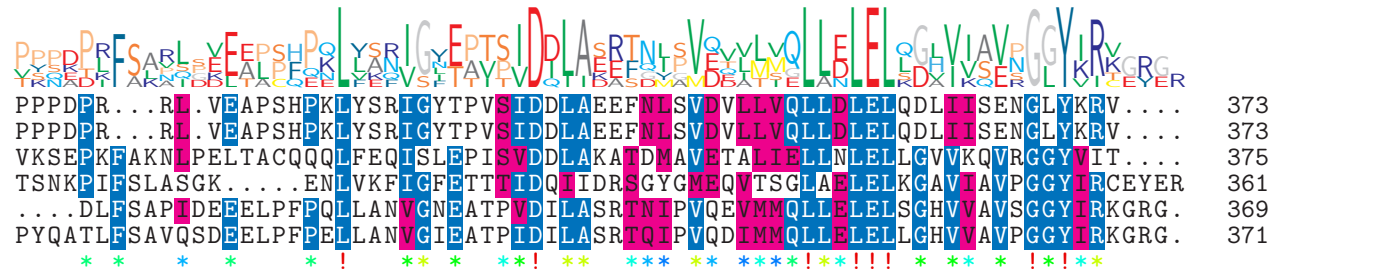 PPPDPR...RL.VEAPSHPKLYSRIGYTPVSIDDLAEEFNLSVDVLLVQLLDLELQDLIISENGLYKRV.... 373
PPPDPR...RL.VEAPSHPKLYSRIGYTPVSIDDLAEEFNLSVDVLLVQLLDLELQDLIISENGLYKRV.... 373
VKSEPKFAKNLPELTACQQQLFEQISLEPISVDDLAKATDMAVETALIELLNLELLGVVKQVRGGYVIT.... 375
TSNKPIFSLASGK.....ENLVKFIGFETTTIDQIIDRSGYGMEQVTSGLAELELKGAVIAVPGGYIRCEYER 361
....DLFSAPIDEEELPFPQLLANVGNEATPVDILASRTNIPVQEVMMQLLELELSGHVVAVSGGYIRKGRG. 369
PYQATLFSAVQSDEELPFPELLANVGIEATPIDILASRTQIPVQDIMMQLLELELLGHVVAVPGGYIRKGRG. 371
* * * * * ! ** * **! ** *** ** ****!**!!! * ** * !*!**